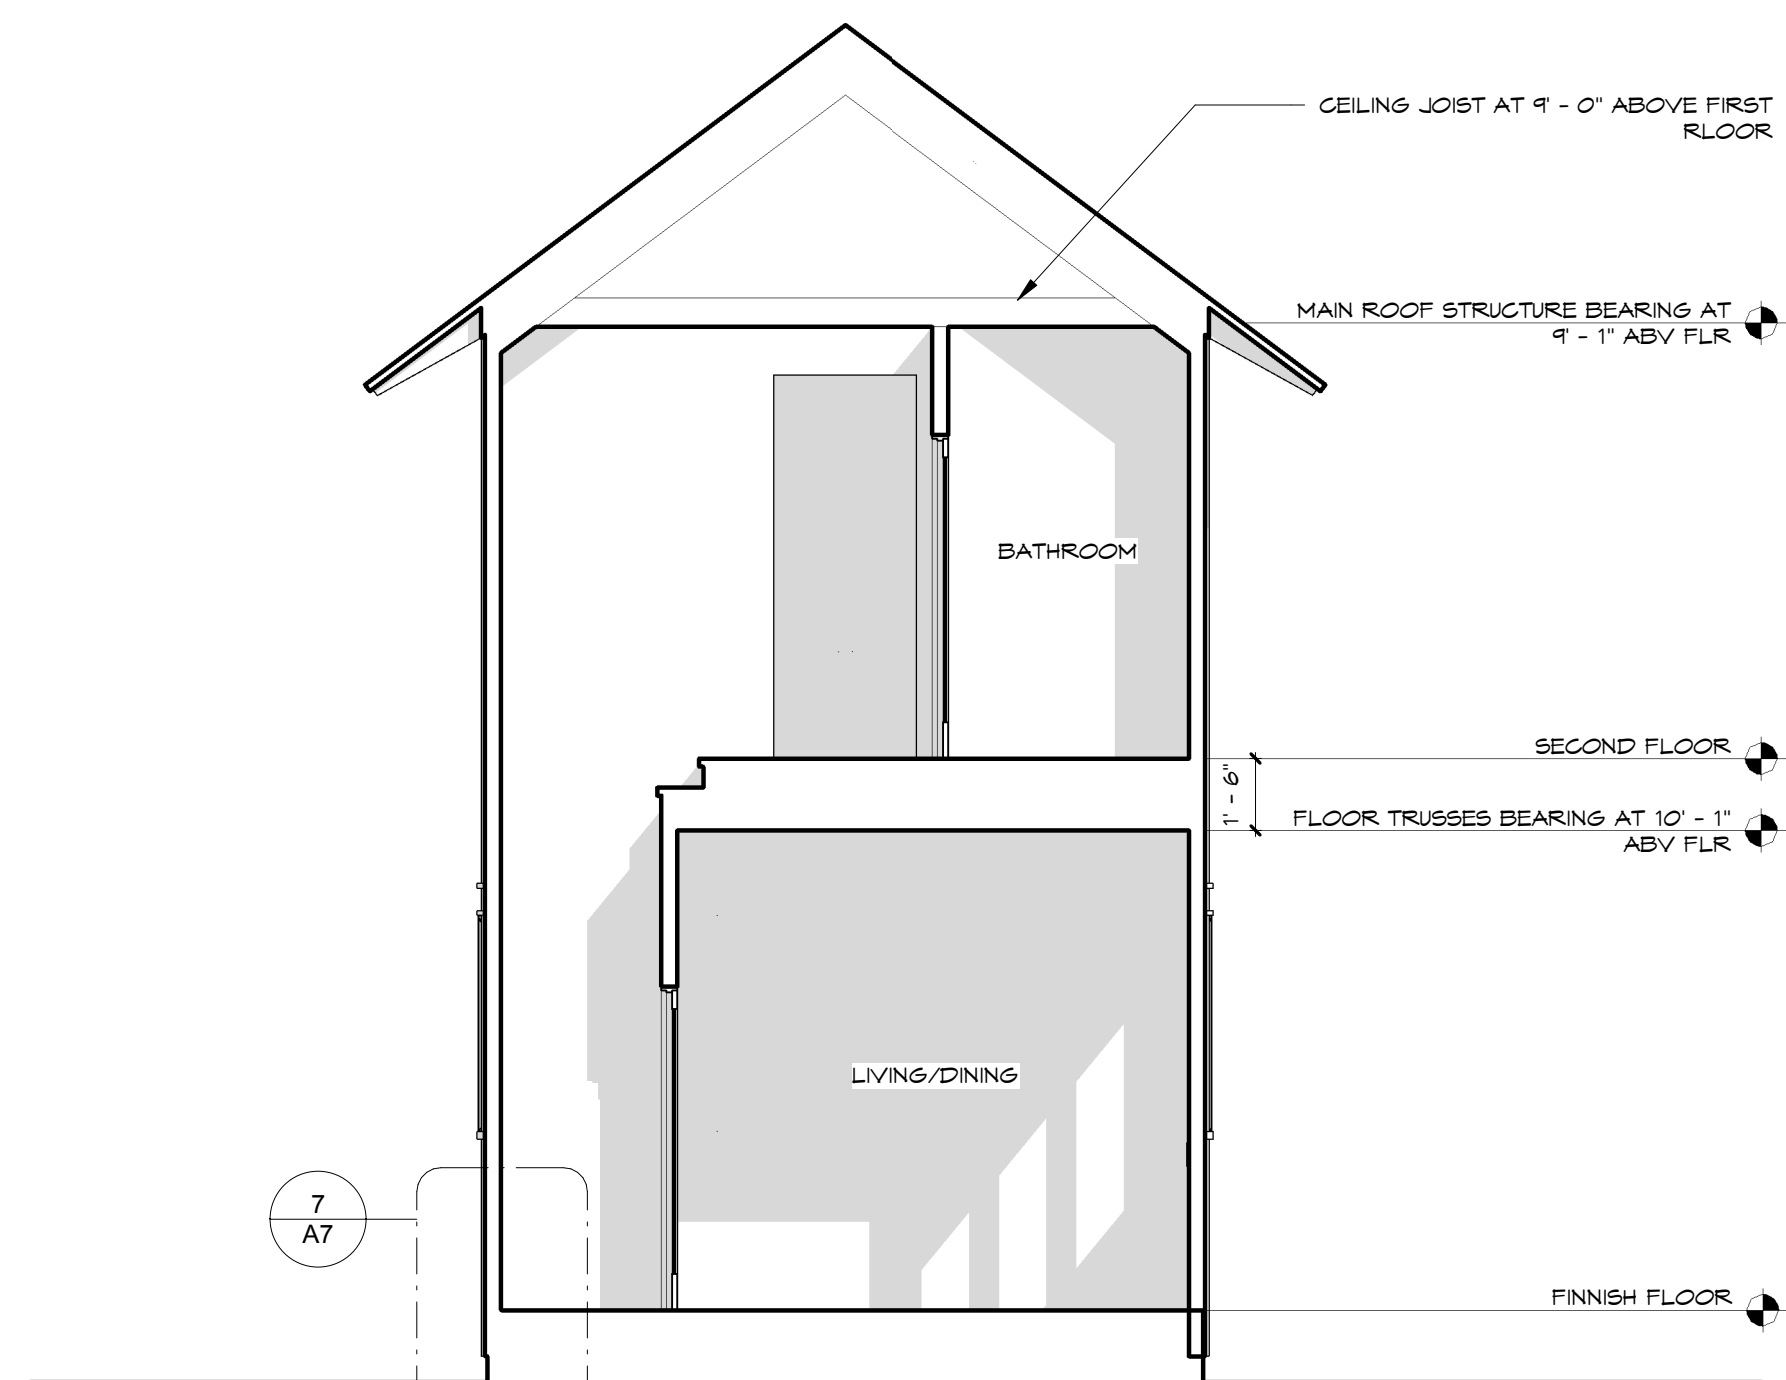 CEILING JOIST AT 9' - 0" ABOVE FIRST
RLOOR
MAIN ROOF STRUCTURE BEARING AT
9' - 1" ABV FLR
BATHROOM
SECOND FLOOR
1' - 6"
FLOOR TRUSSES BEARING AT 10' - 1"
ABV FLR
LIVING/DINING
7
A7
FINNISH FLOOR